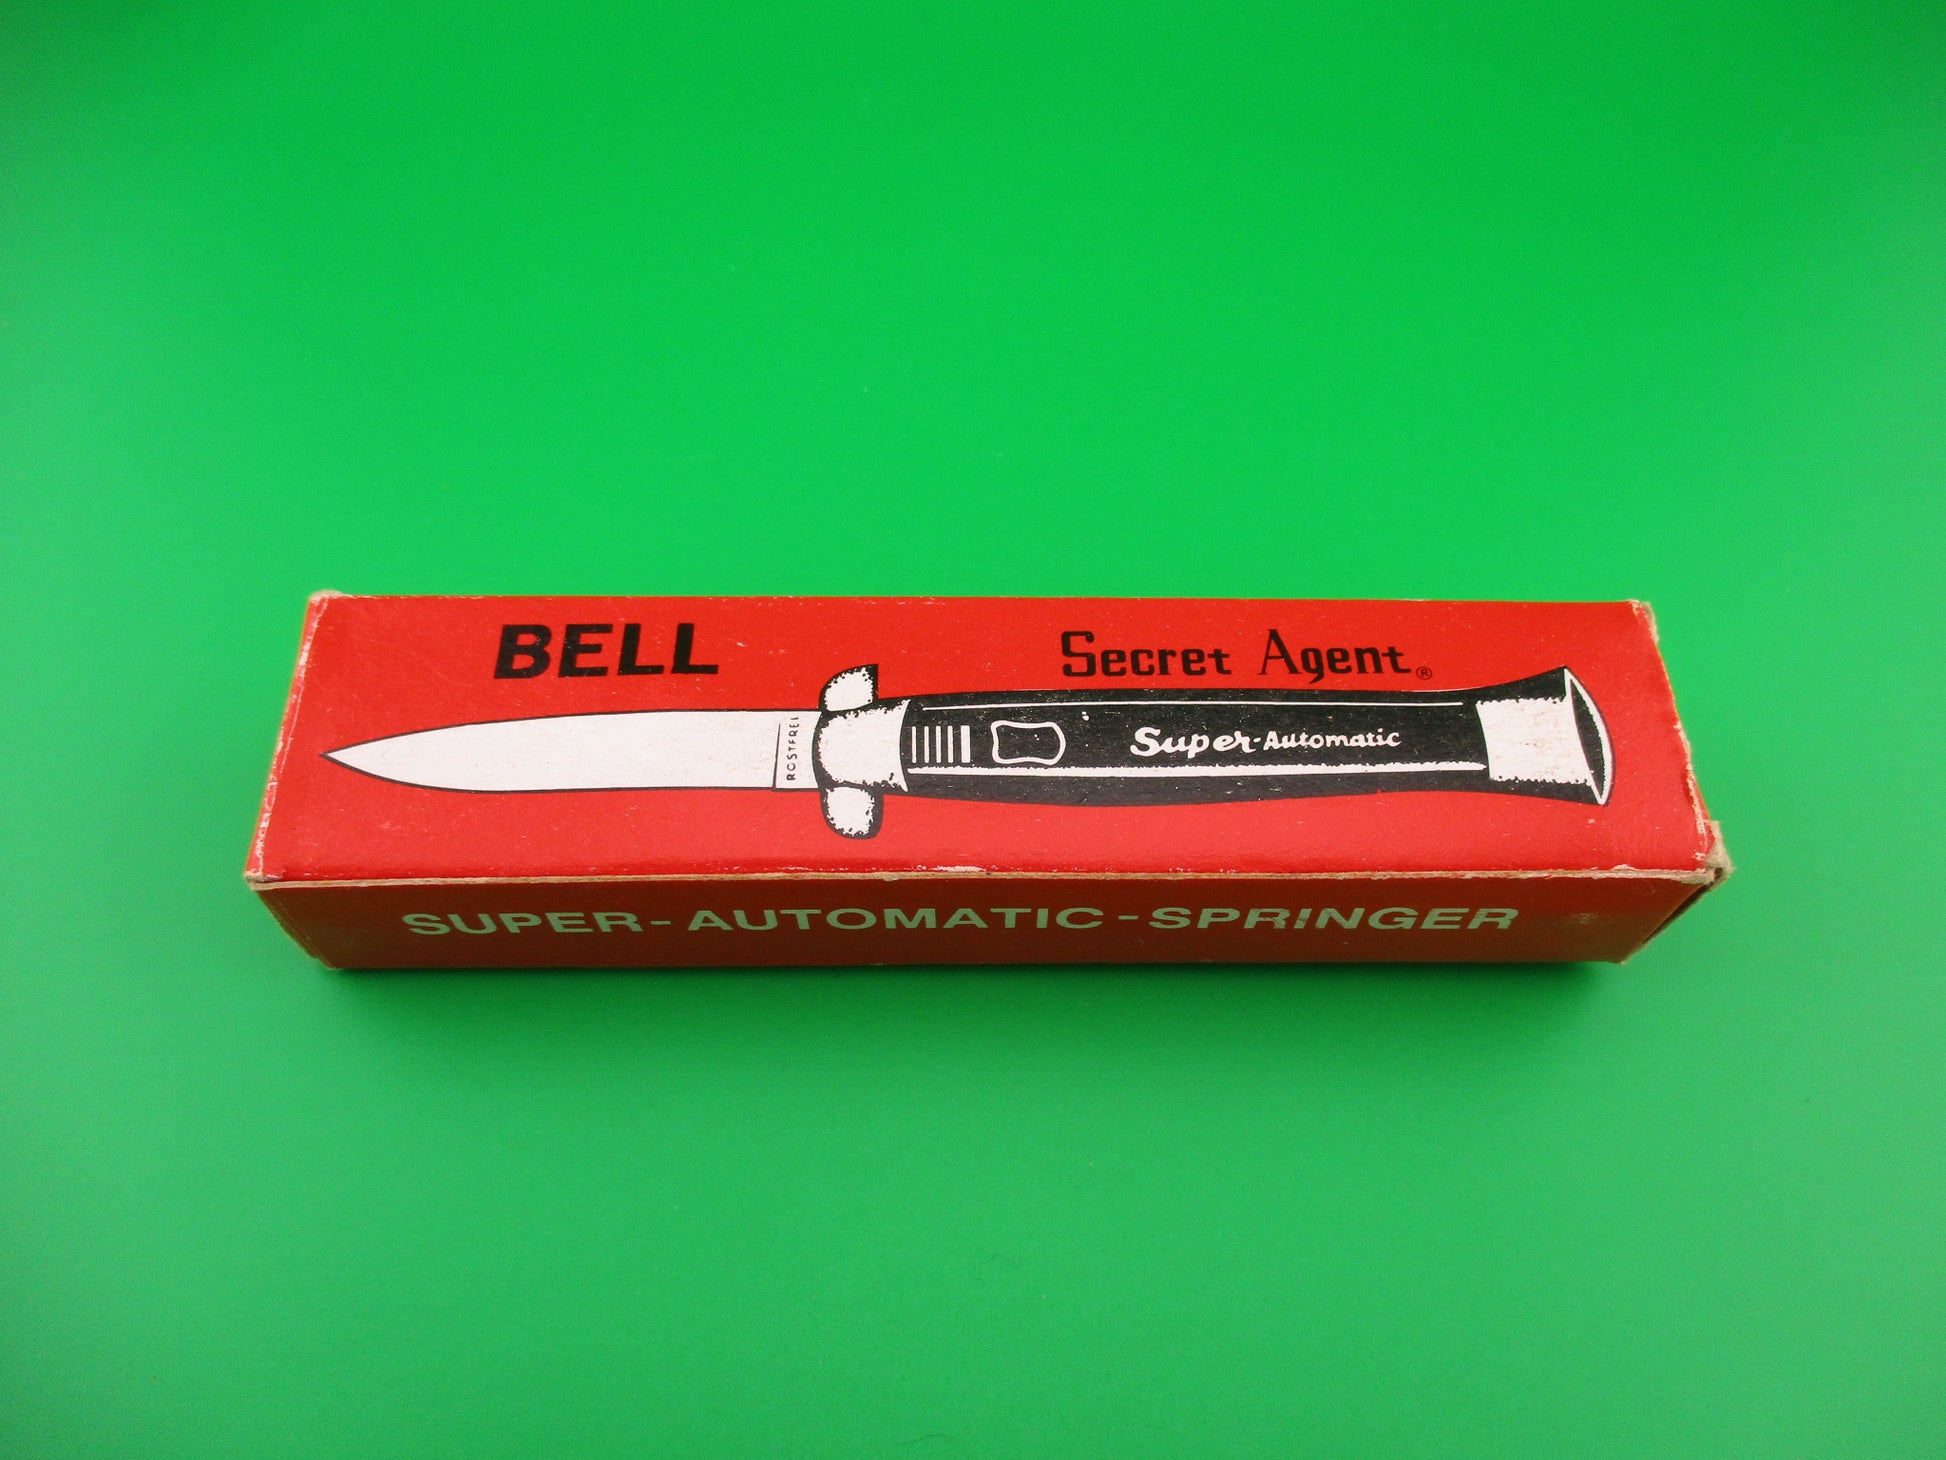 BELL
Secret Agent®
ROSTFREI
Super-Automatic
SUPER-AUTOMATIC-SPRINGER